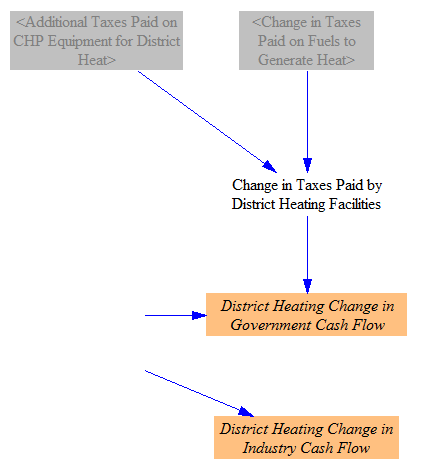 <Additional Taxes Paid on
CHP Equipment for District
Heat>
<Change in Taxes
Paid on Fuels to
Generate Heat>
Change in Taxes Paid by
District Heating Facilities
District Heating Change in
Government Cash Flow
District Heating Change in
Industry Cash Flow